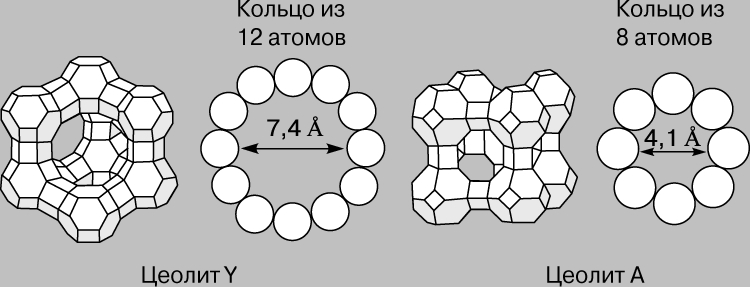 Кольцо из
12 атомов
Кольцо из
8 атомов
7,4 Å
4,1 Å
Цеолит Y
Цеолит A